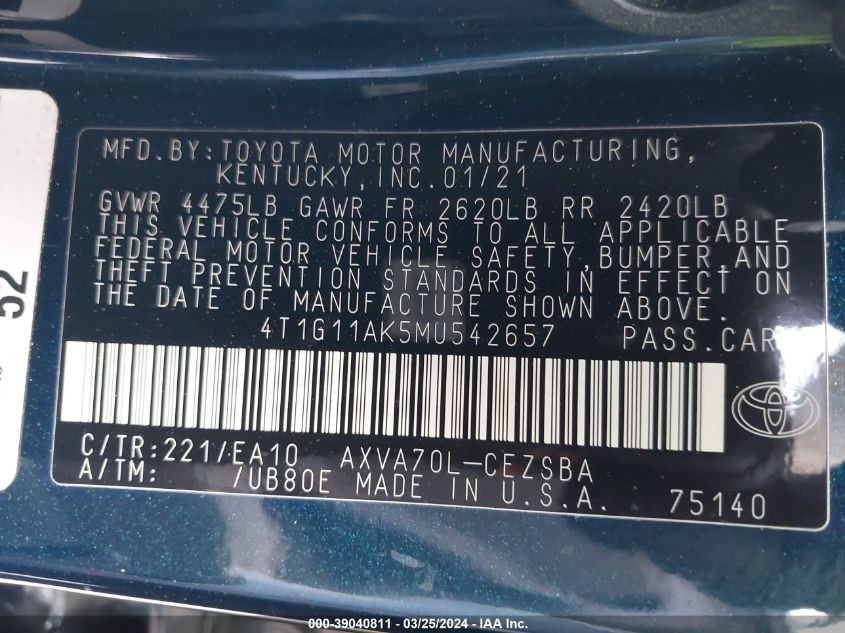 MFD.BY:TOYOTA MOTOR MANUFACTURING,
KENTUCKY,INC.01/21
GVWR 4475LB GAWR FR 2620LB RR 2420LB
THIS VEHICLE CONFORMS TO ALL APPLICABLE
FEDERAL MOTOR VEHICLE SAFETY,BUMPER,AND
THEFT PREVENTION STANDARDS IN EFFECT ON
THE DATE OF MANUFACTURE SHOWN ABOVE.
4T1G11AK5MU542657 PASS.CAR
C/TR:221/EA10 AXVA70L-CEZSBA
A/TM: /UB80E MADE IN U.S.A. 75140
52
000-39040811 — 03/25/2024 — IAA Inc.